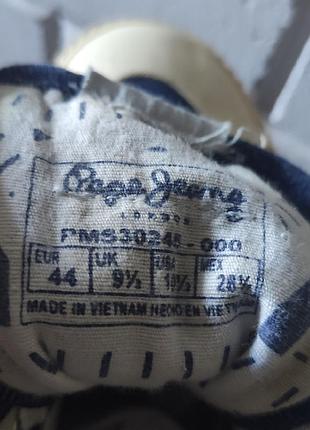 Pepe Jeans
LONDON
PMS30245-000
EUR UK USA MEX
44 9½ 10½ 28½
MADE IN VIETNAM HECHO EN VIETNAM